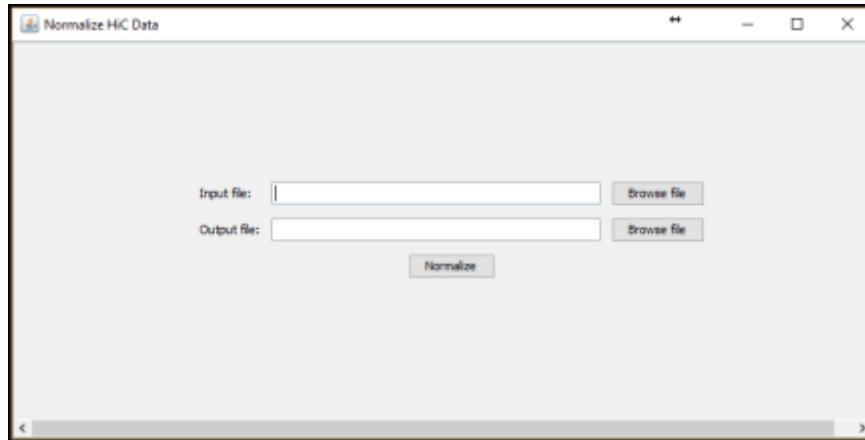 Normalize HiC Data
Input file: Browse file
Output file: Browse file
Normalize